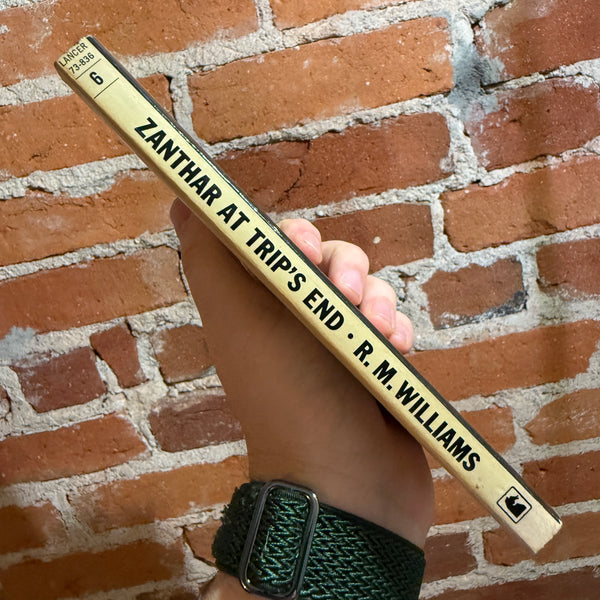 LANCER
73-836
6
ZANTHAR AT TRIP'S END · R. M. WILLIAMS